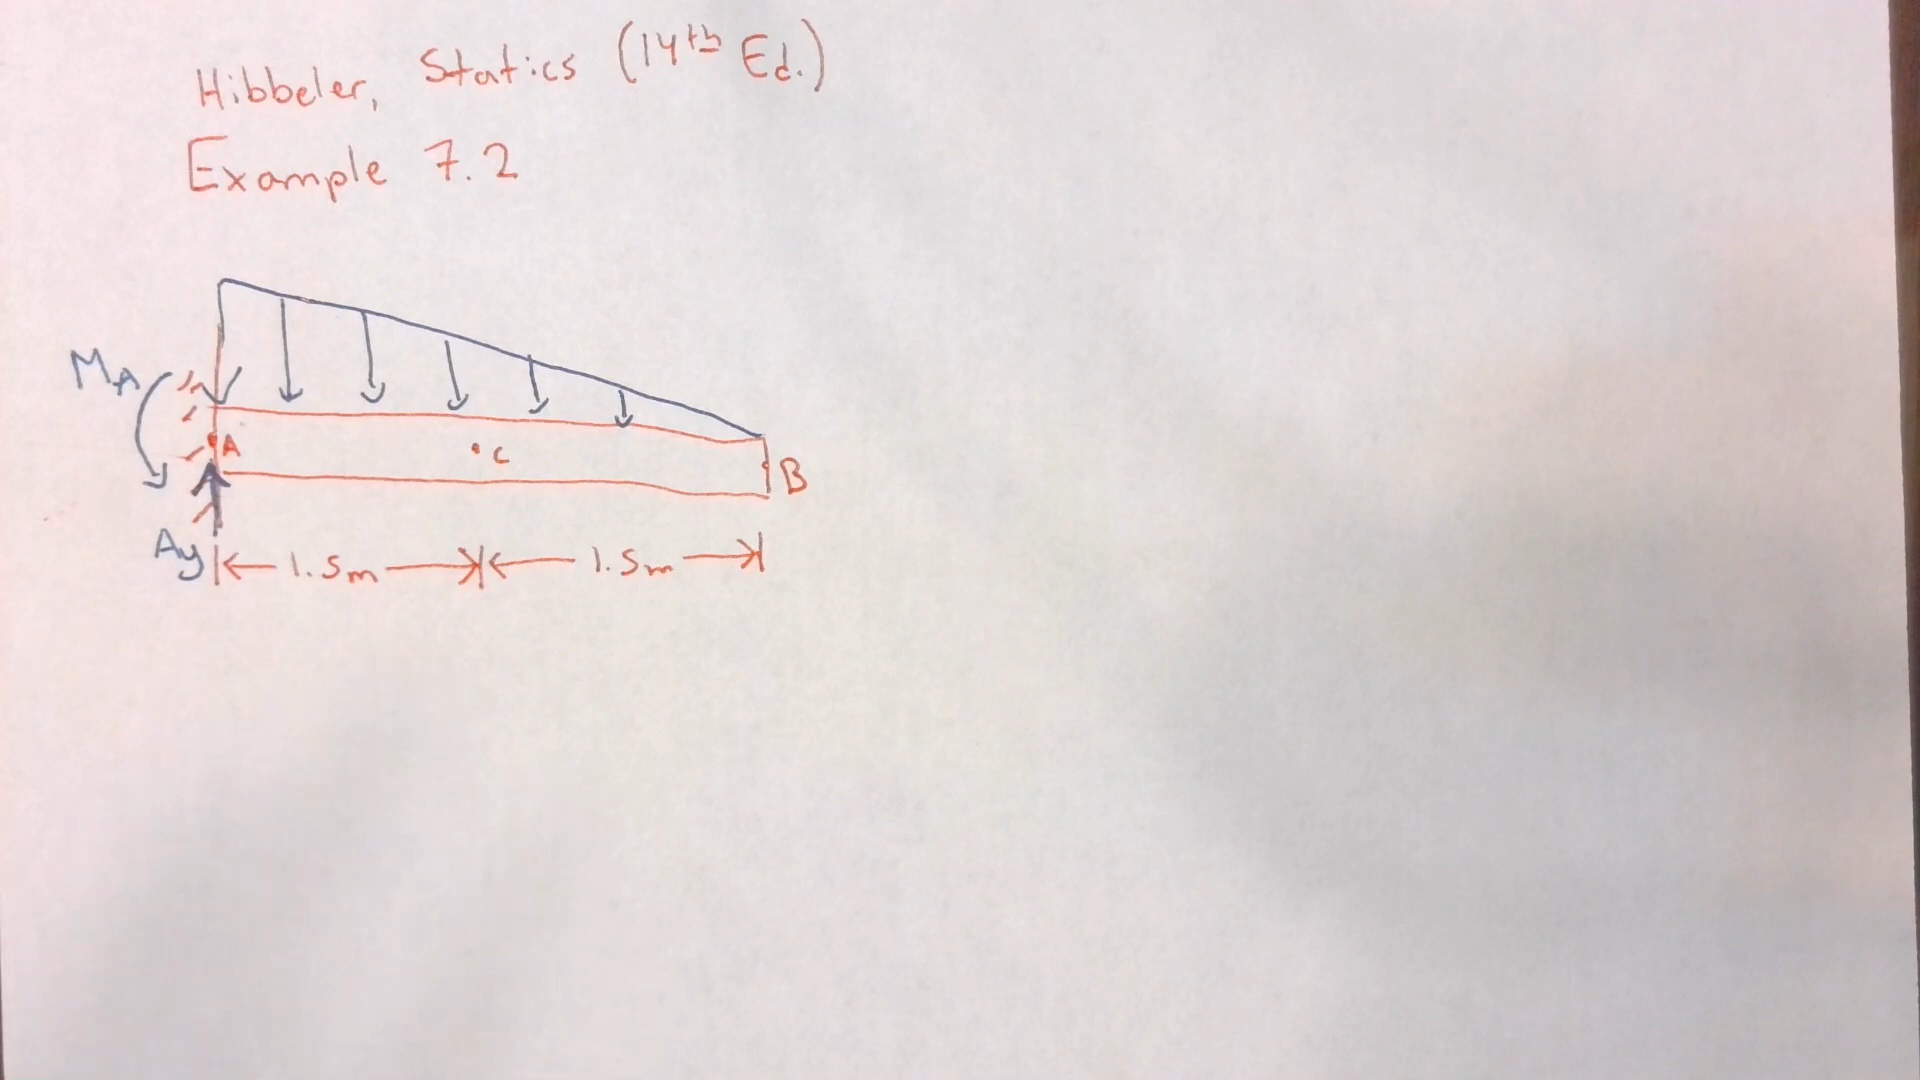 Hibbeler, Statics (14th Ed.)
Example 7.2
MA
A
C
B
Ay
1.5m 1.5m